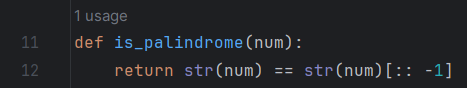 1 usage
11 def is_palindrome(num):
12 return str(num) == str(num)[:: -1]